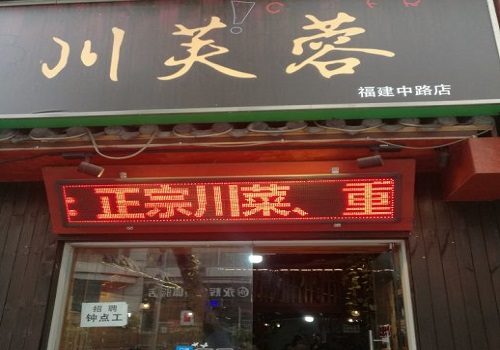 川芙蓉
福建中路店
: 正宗川菜、 重
招聘
钟点工